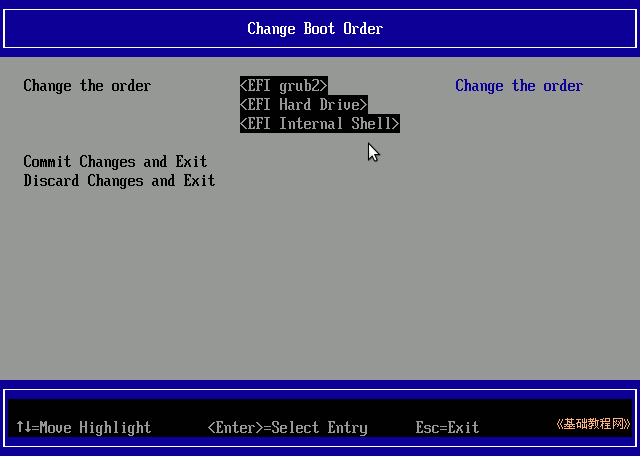 Change Boot Order
Change the order <EFI grub2> Change the order
<EFI Hard Drive>
<EFI Internal Shell>
Commit Changes and Exit
Discard Changes and Exit
↑↓=Move Highlight <Enter>=Select Entry Esc=Exit
《基础教程网》